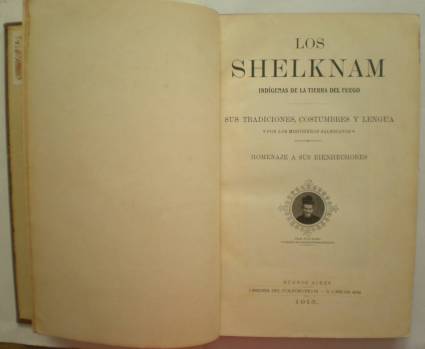 LOS
SHELKNAM
INDÍGENAS DE LA TIERRA DEL FUEGO
SUS TRADICIONES, COSTUMBRES Y LENGUA
POR LOS MISIONEROS SALESIANOS
HOMENAJE A SUS BIENHECHORES
BUENOS AIRES
1915.